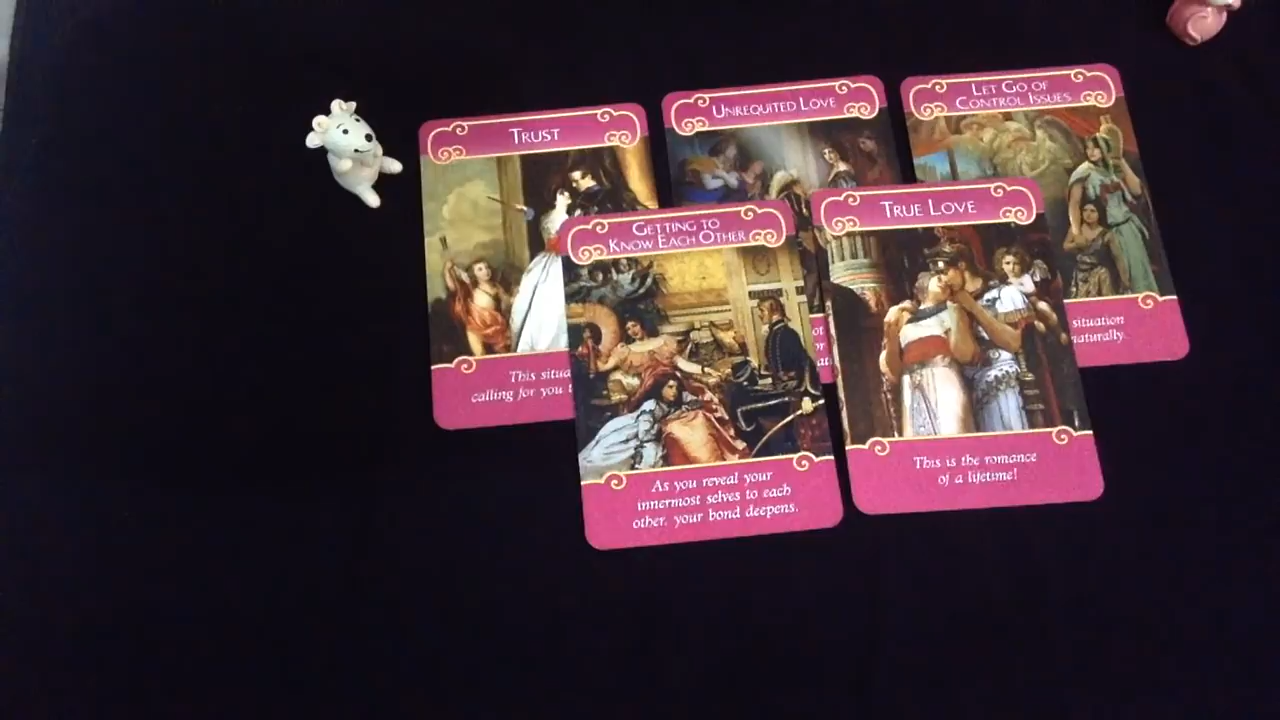 TRUST
This situa
calling for you t
UNREQUITED LOVE
ot
or
LET GO OF
CONTROL ISSUES
situation
naturally.
GETTING TO
KNOW EACH OTHER
As you reveal your
innermost selves to each
other, your bond deepens.
TRUE LOVE
This is the romance
of a lifetime!